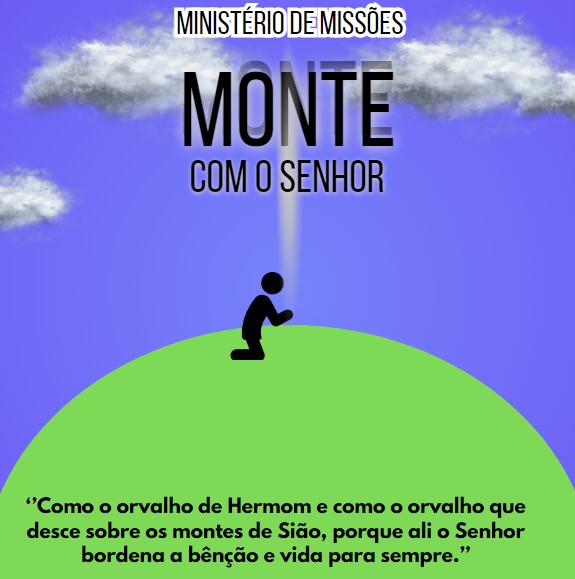 MINISTÉRIO DE MISSÕES
MONTE
COM O SENHOR
‘’Como o orvalho de Hermom e como o orvalho que
desce sobre os montes de Sião, porque ali o Senhor
bordena a bênção e vida para sempre.’’